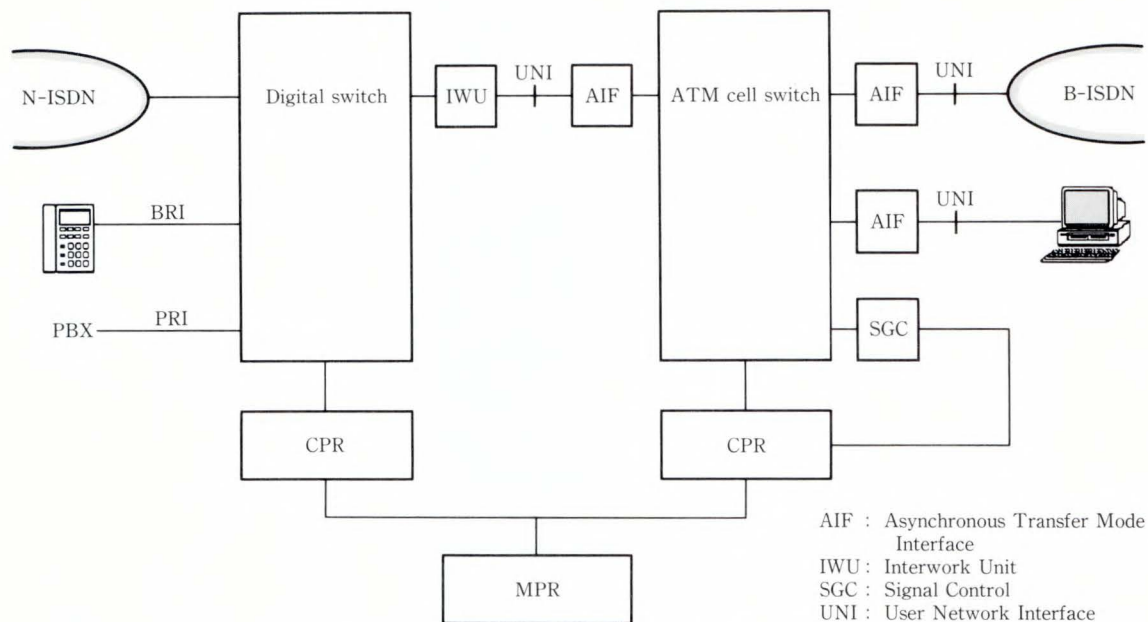 N-ISDN
Digital switch
IWU
UNI
AIF
ATM cell switch
AIF
UNI
B-ISDN
BRI
AIF
UNI
PBX
PRI
SGC
CPR
CPR
MPR
AIF : Asynchronous Transfer Mode
Interface
IWU : Interwork Unit
SGC : Signal Control
UNI : User Network Interface